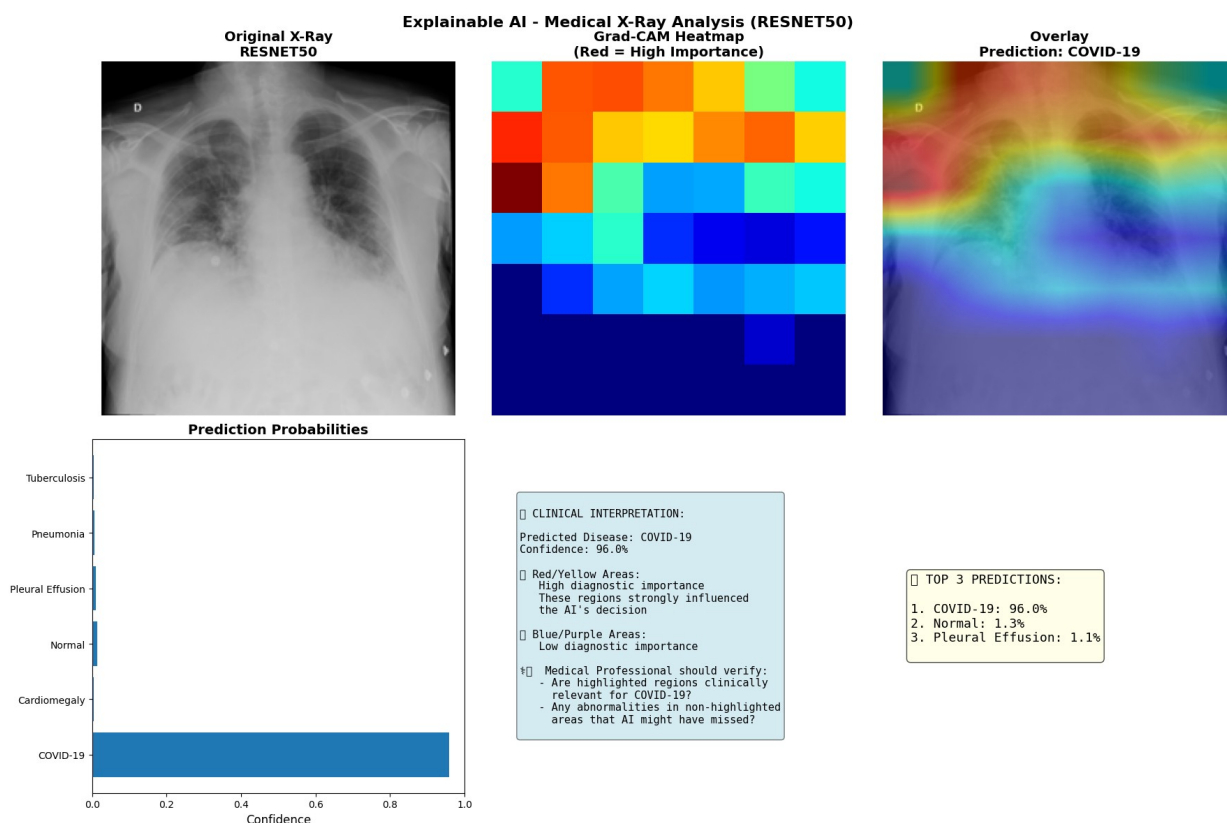 Explainable AI - Medical X-Ray Analysis (RESNET50)
Original X-Ray
RESNET50
Grad-CAM Heatmap
(Red = High Importance)
Overlay
Prediction: COVID-19
D
D
Prediction Probabilities
Tuberculosis
Pneumonia
Pleural Effusion
Normal
Cardiomegaly
COVID-19
0.0 0.2 0.4 0.6 0.8 1.0
Confidence
▯ CLINICAL INTERPRETATION:
Predicted Disease: COVID-19
Confidence: 96.0%
▯ Red/Yellow Areas:
High diagnostic importance
These regions strongly influenced
the AI's decision
▯ Blue/Purple Areas:
Low diagnostic importance
⚕▯ Medical Professional should verify:
- Are highlighted regions clinically
relevant for COVID-19?
- Any abnormalities in non-highlighted
areas that AI might have missed?
▯ TOP 3 PREDICTIONS:
1. COVID-19: 96.0%
2. Normal: 1.3%
3. Pleural Effusion: 1.1%